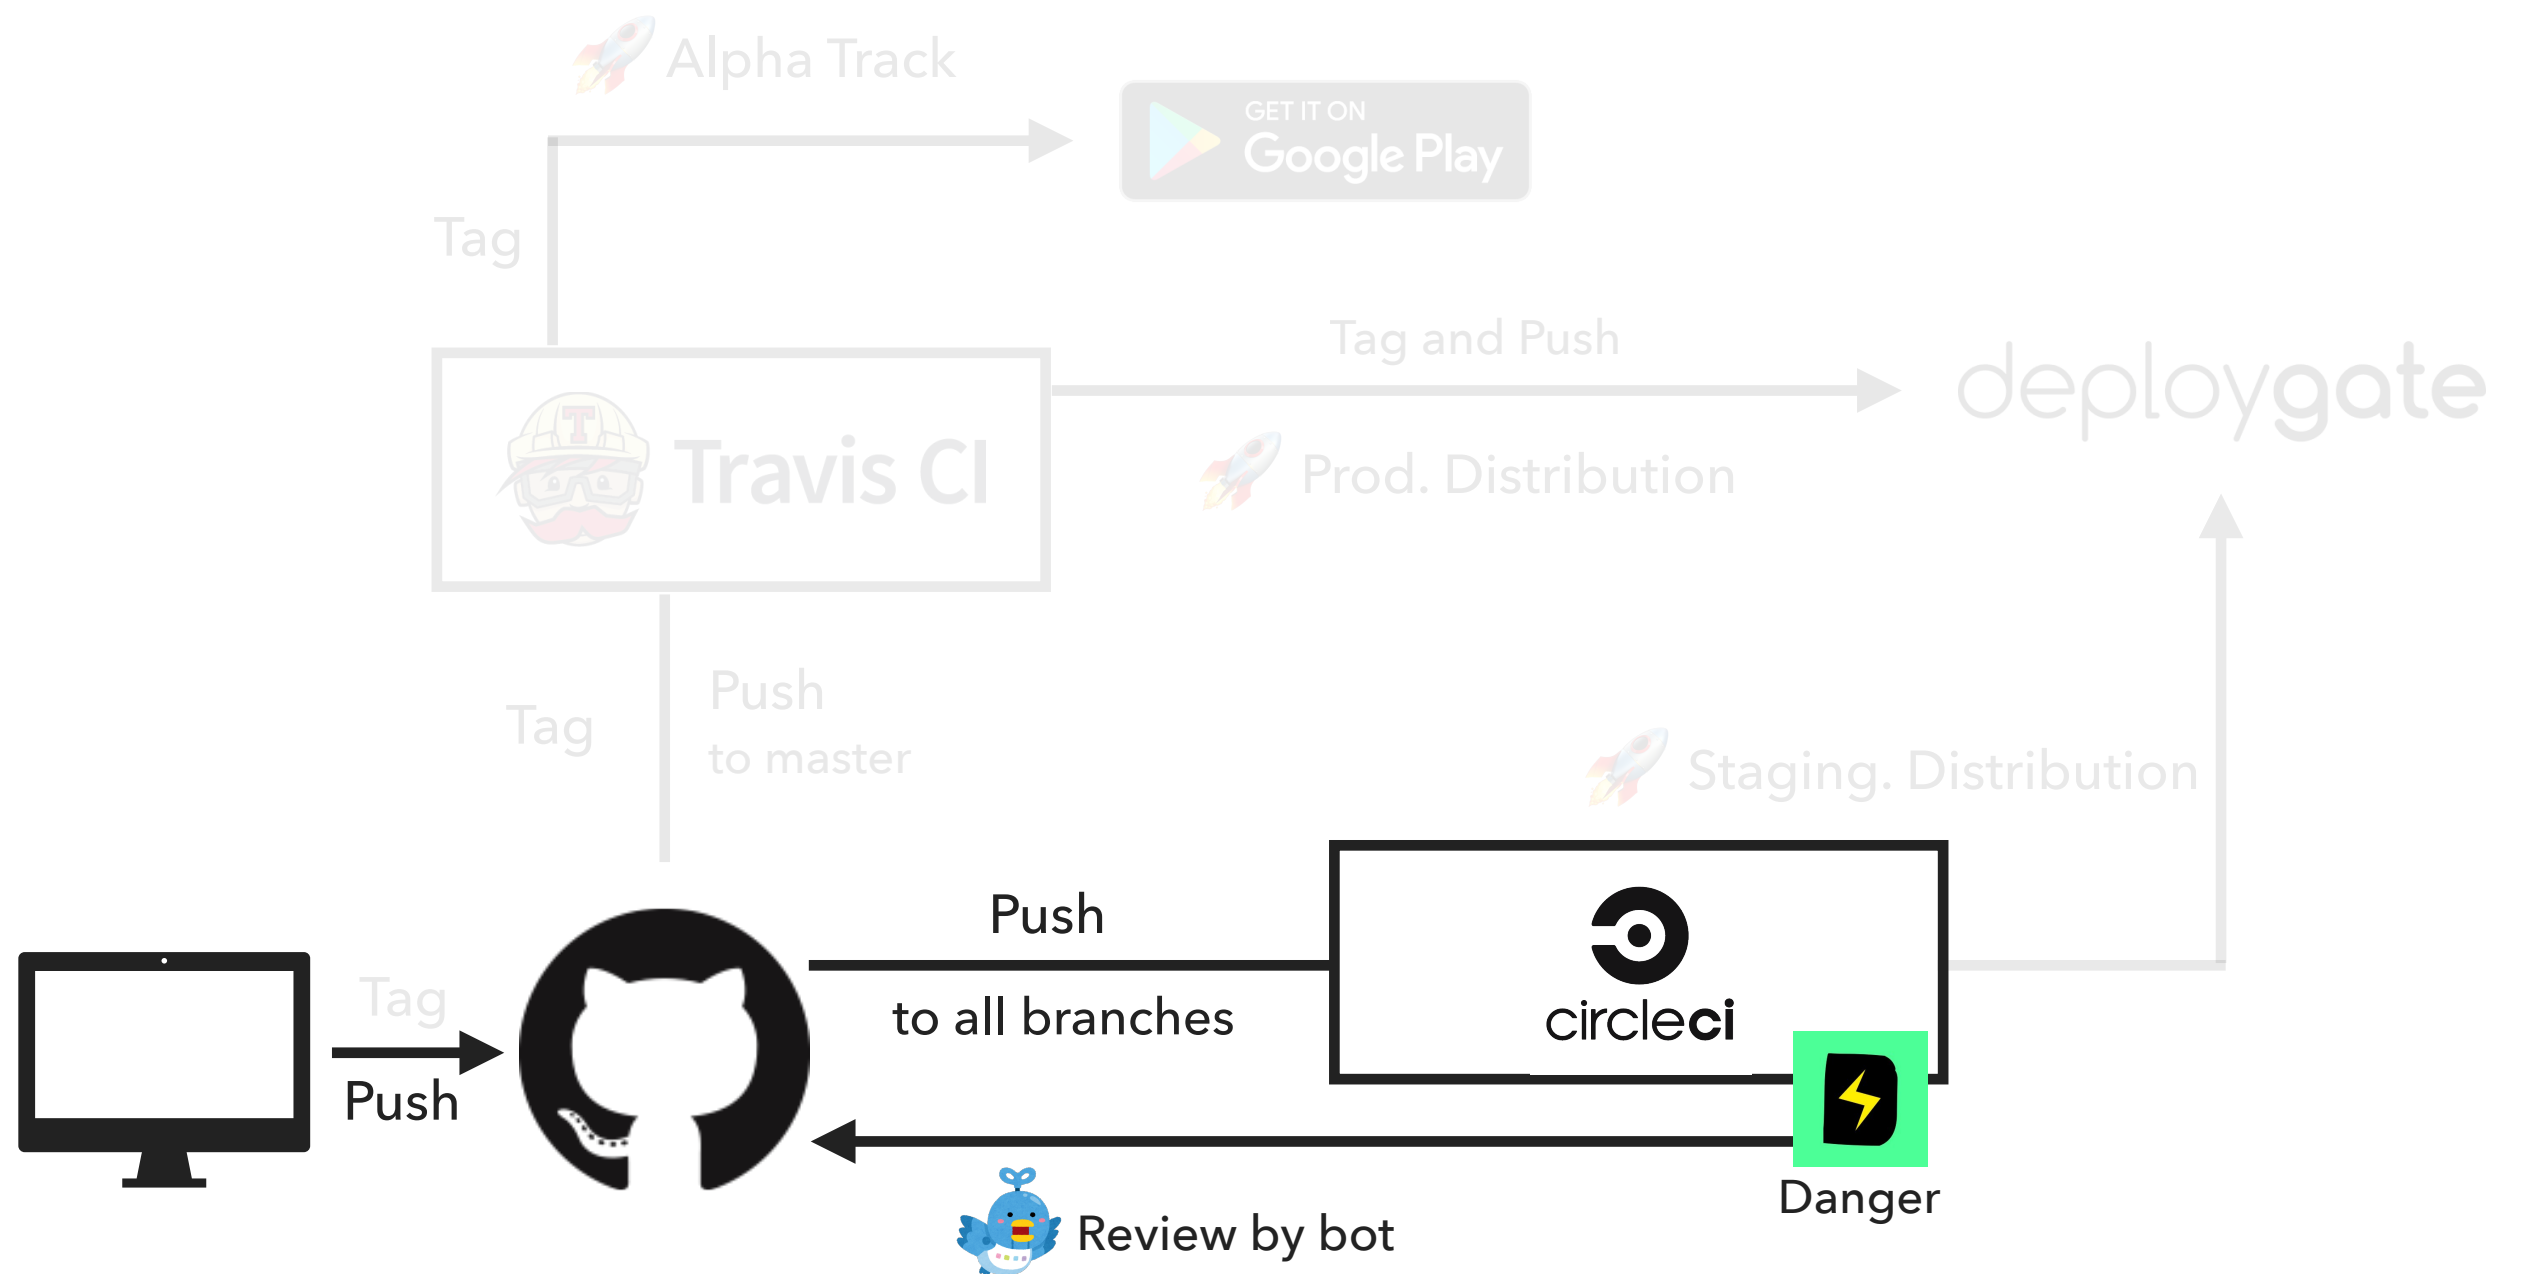 Alpha Track
GET IT ON
Google Play
Tag
Tag and Push
deploygate
T
Travis CI
Prod. Distribution
Tag
Push
to master
Staging. Distribution
Push
to all branches
circleci
Tag
Push
Danger
Review by bot